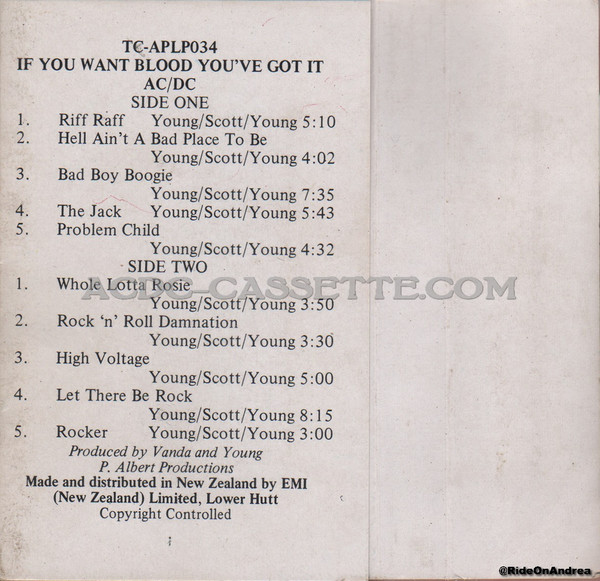 TC-APLP034
IF YOU WANT BLOOD YOU'VE GOT IT
AC/DC
SIDE ONE
1. Riff Raff Young/Scott/Young 5:10
2. Hell Ain't A Bad Place To Be
Young/Scott/Young 4:02
3. Bad Boy Boogie
Young/Scott/Young 7:35
4. The Jack Young/Scott/Young 5:43
5. Problem Child
Young/Scott/Young 4:32
SIDE TWO
1. Whole Lotta Rosie
ACDC-CASSETTE.COM
Young/Scott/Young 3:50
2. Rock 'n' Roll Damnation
Young/Scott/Young 3:30
3. High Voltage
Young/Scott/Young 5:00
4. Let There Be Rock
Young/Scott/Young 8:15
5. Rocker Young/Scott/Young 3:00
Produced by Vanda and Young
P. Albert Productions
Made and distributed in New Zealand by EMI
(New Zealand) Limited, Lower Hutt
Copyright Controlled
@RideOnAndrea